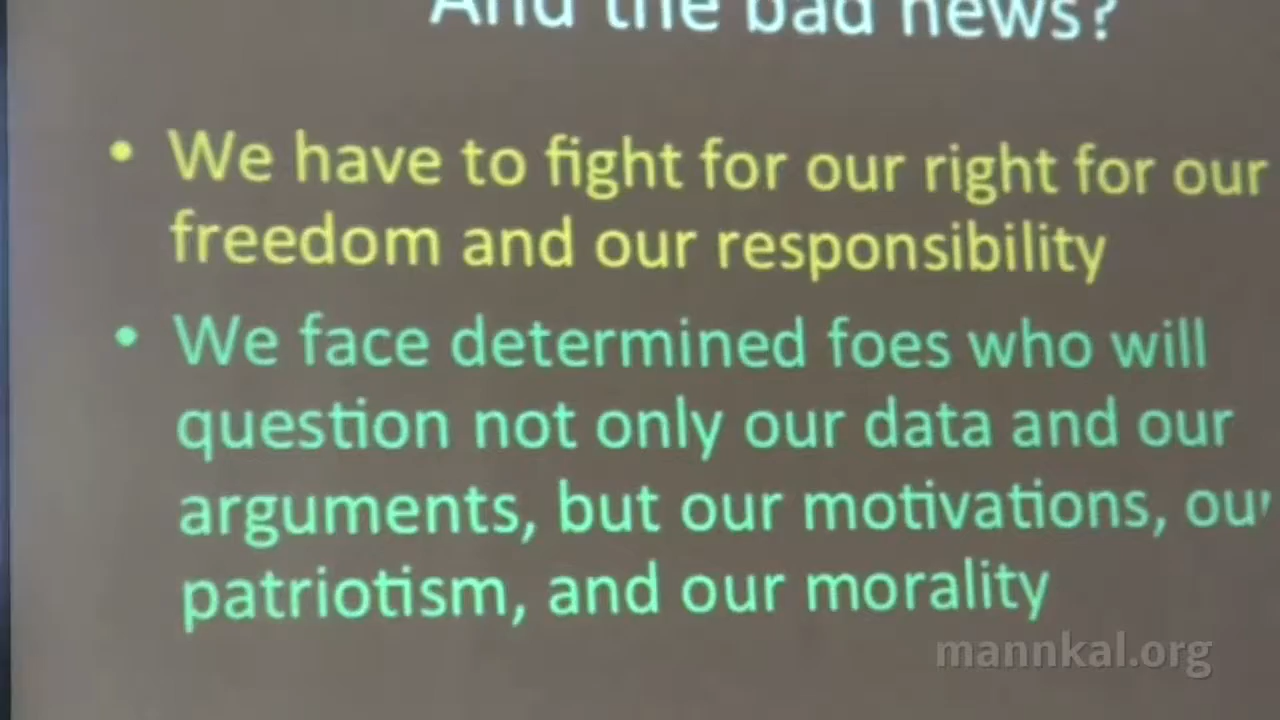 And the bad news?
• We have to fight for our right for our
freedom and our responsibility
• We face determined foes who will
question not only our data and our
arguments, but our motivations, our
patriotism, and our morality
mannkal.org